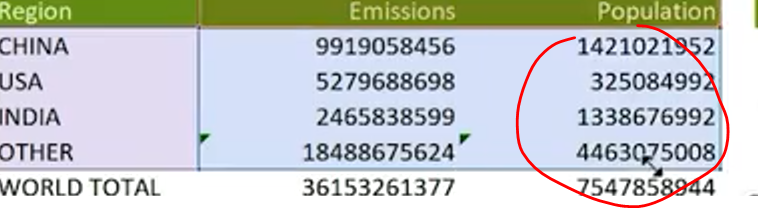 Region Emissions Population
CHINA 9919058456 1421021952
USA 5279688698 325084992
INDIA 2465838599 1338676992
OTHER 18488675624 4463075008
WORLD TOTAL 36153261377 7547858944